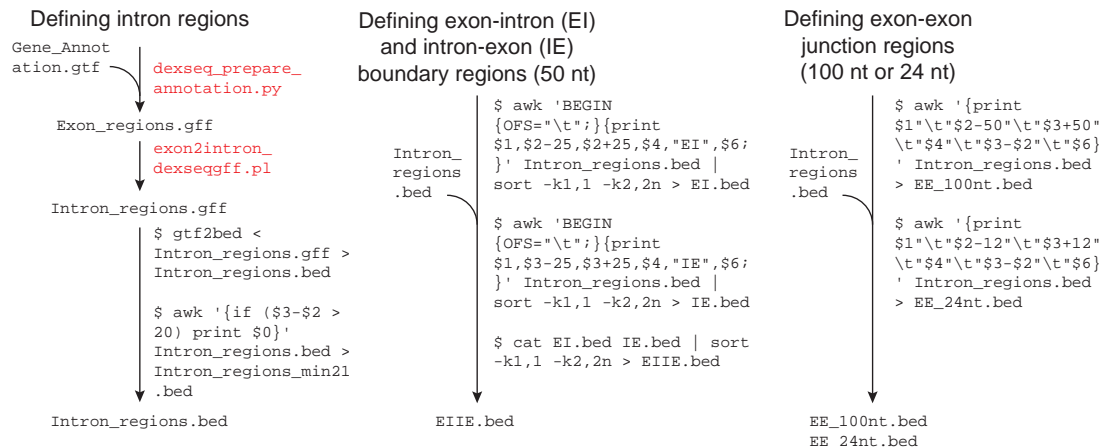 Defining intron regions
Gene_Annot
ation.gtf
dexseq_prepare_
annotation.py
Exon_regions.gff
exon2intron_
dexseqgff.pl
Intron_regions.gff
$ gtf2bed <
Intron_regions.gff >
Intron_regions.bed
$ awk '{if ($3-$2 >
20) print $0}'
Intron_regions.bed >
Intron_regions_min21
.bed
Intron_regions.bed
Defining exon-intron (EI)
and intron-exon (IE)
boundary regions (50 nt)
Intron_
regions
.bed
$ awk 'BEGIN
{OFS="\t";}{print
$1,$2-25,$2+25,$4,"EI",$6;
}' Intron_regions.bed |
sort -k1,1 -k2,2n > EI.bed
$ awk 'BEGIN
{OFS="\t";}{print
$1,$3-25,$3+25,$4,"IE",$6;
}' Intron_regions.bed |
sort -k1,1 -k2,2n > IE.bed
$ cat EI.bed IE.bed | sort
-k1,1 -k2,2n > EIIE.bed
EIIE.bed
Defining exon-exon
junction regions
(100 nt or 24 nt)
Intron_
regions
.bed
$ awk '{print
$1"\t"$2-50"\t"$3+50"
\t"$4"\t"$3-$2"\t"$6}
' Intron_regions.bed
> EE_100nt.bed
$ awk '{print
$1"\t"$2-12"\t"$3+12"
\t"$4"\t"$3-$2"\t"$6}
' Intron_regions.bed
> EE_24nt.bed
EE_100nt.bed
EE_24nt.bed